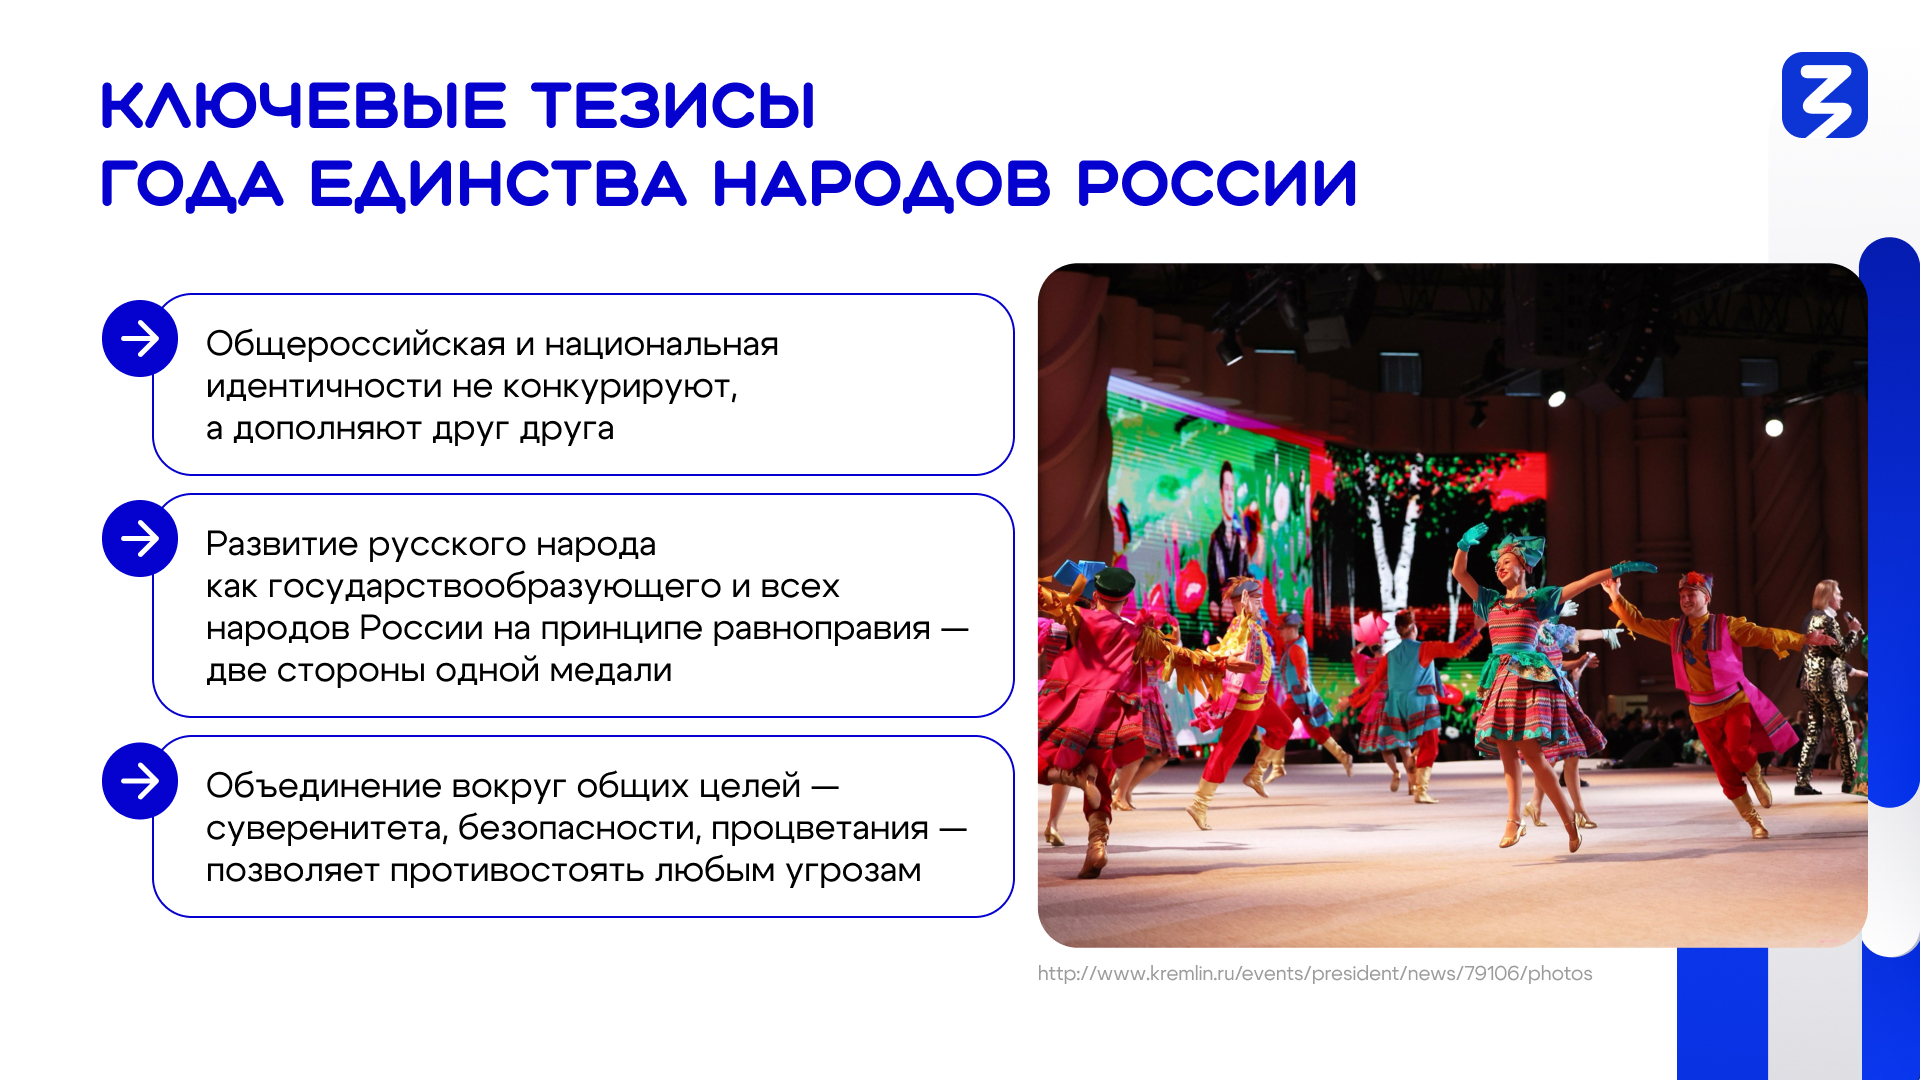 КЛЮЧЕВЫЕ ТЕЗИСЫ
ГОДА ЕДИНСТВА НАРОДОВ РОССИИ
Общероссийская и национальная
идентичности не конкурируют,
а дополняют друг друга
Развитие русского народа
как государствообразующего и всех
народов России на принципе равноправия —
две стороны одной медали
Объединение вокруг общих целей —
суверенитета, безопасности, процветания —
позволяет противостоять любым угрозам
http://www.kremlin.ru/events/president/news/79106/photos